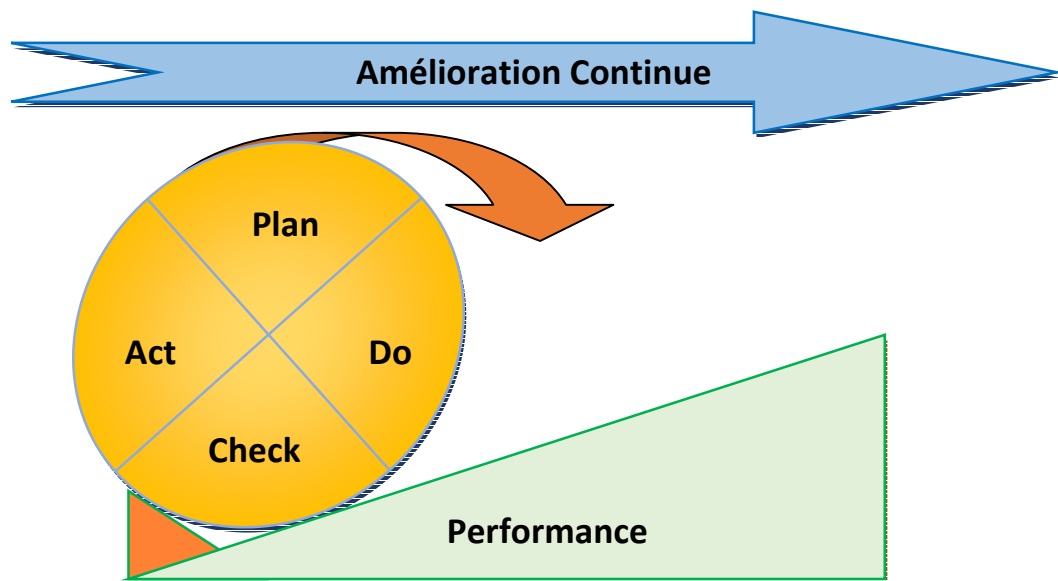 Amélioration Continue
Plan
Act
Do
Check
Performance